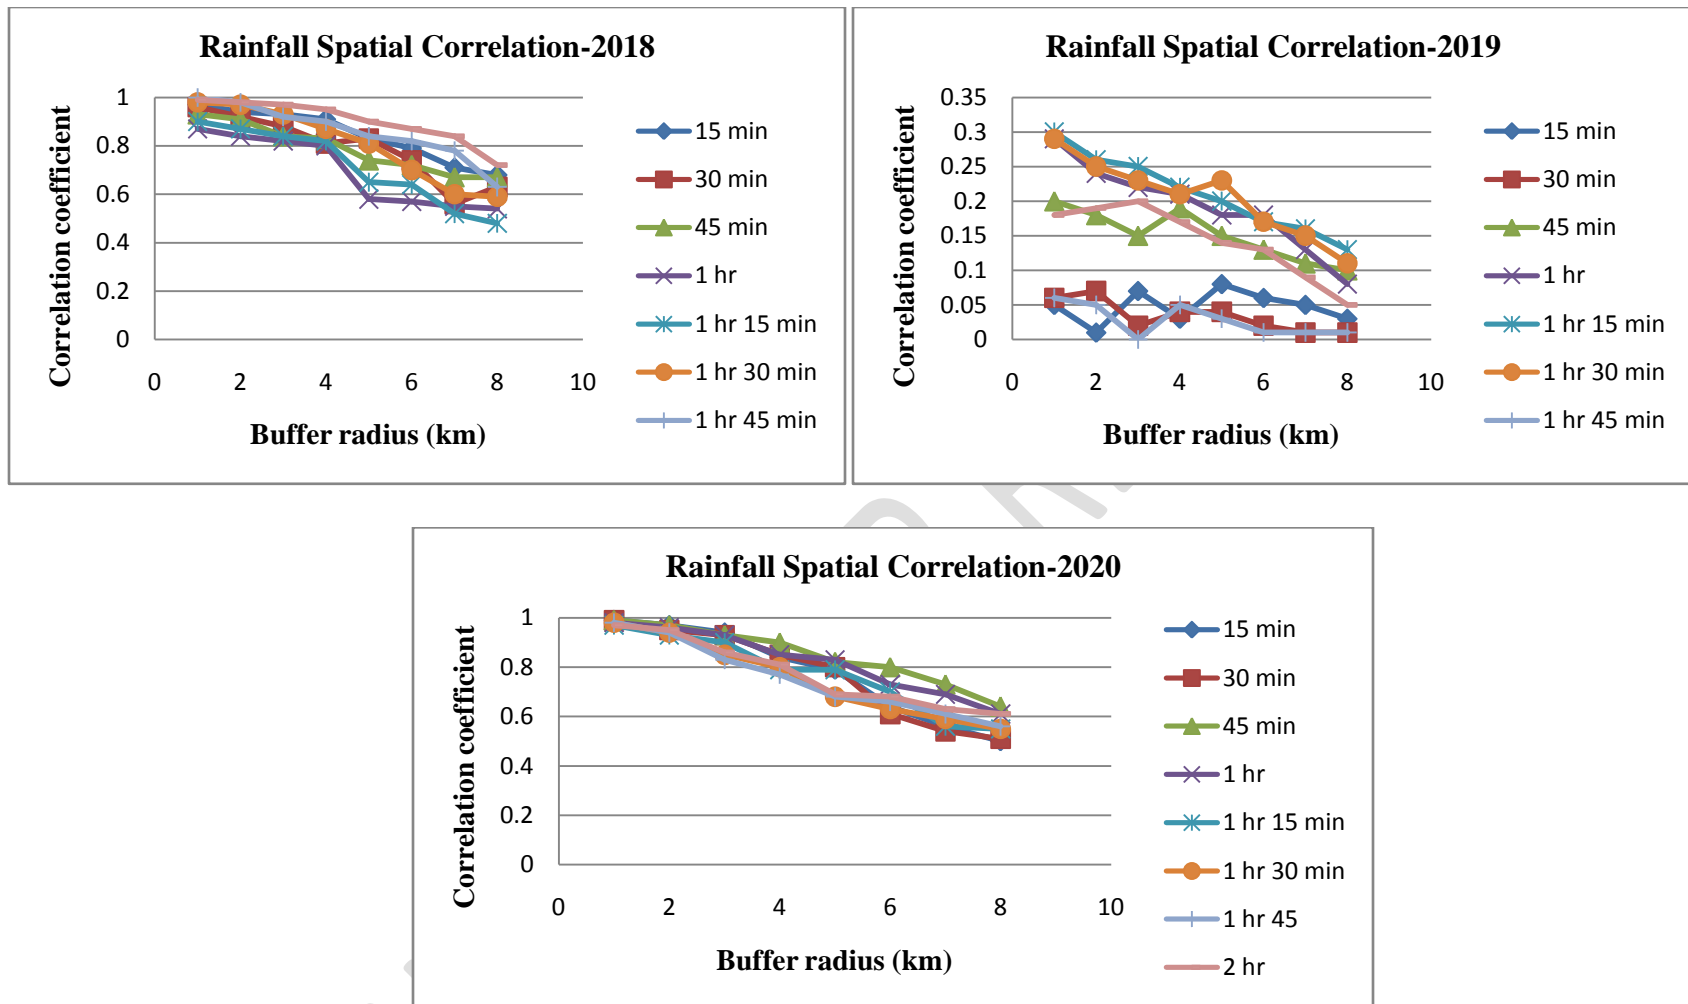 Rainfall Spatial Correlation-2018
Correlation coefficient
1
0.8
0.6
0.4
0.2
0
0 2 4 6 8 10
Buffer radius (km)
15 min
30 min
45 min
1 hr
1 hr 15 min
1 hr 30 min
1 hr 45 min
Rainfall Spatial Correlation-2019
Correlation coefficient
0.35
0.3
0.25
0.2
0.15
0.1
0.05
0
0 2 4 6 8 10
Buffer radius (km)
15 min
30 min
45 min
1 hr
1 hr 15 min
1 hr 30 min
1 hr 45 min
Rainfall Spatial Correlation-2020
Correlation coefficient
1
0.8
0.6
0.4
0.2
0
0 2 4 6 8 10
Buffer radius (km)
15 min
30 min
45 min
1 hr
1 hr 15 min
1 hr 30 min
1 hr 45
2 hr